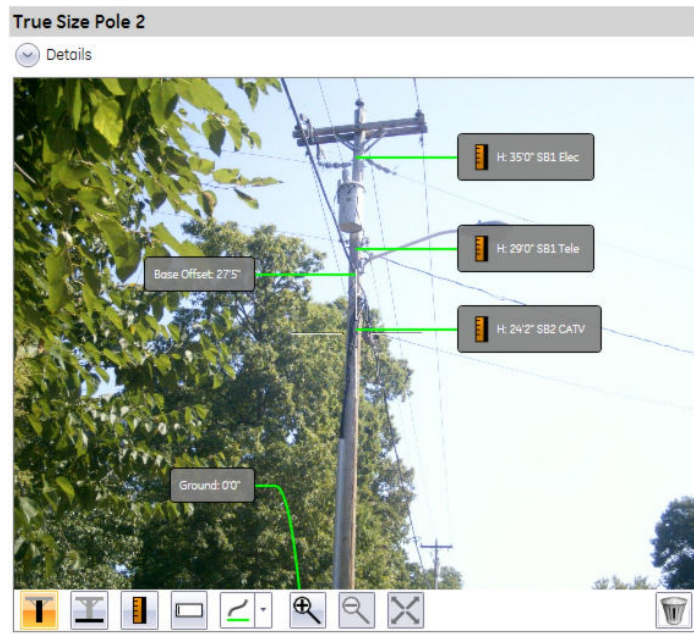 True Size Pole 2
Details
H: 35'0" SB1 Elec
H: 29'0" SB1 Tele
Base Offset: 27'5"
H: 24'2" SB2 CATV
Ground: 0'0"